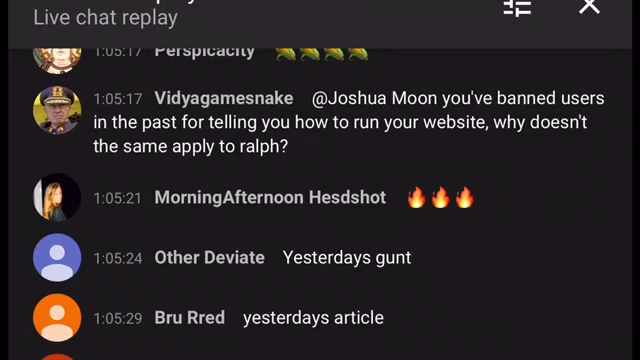 Live chat replay
1:05:17 Perspicacity
1:05:17 Vidyagamesnake @Joshua Moon you've banned users
in the past for telling you how to run your website, why doesn't
the same apply to ralph?
1:05:21 MorningAfternoon Hesdshot
1:05:24 Other Deviate Yesterdays gunt
1:05:29 Bru Rred yesterdays article